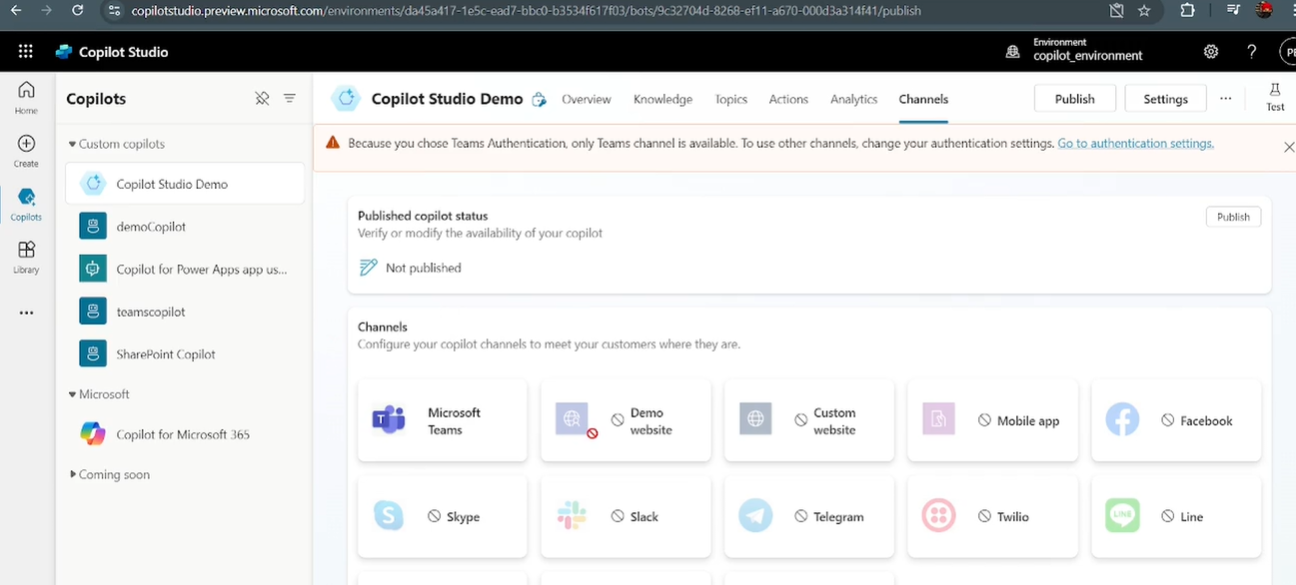 copilotstudio.preview.microsoft.com/environments/da45a417-1e5c-ead7-bbc0-b3534f617f03/bots/9c32704d-8268-ef11-a670-000d3a314f41/publish
Copilot Studio
Environment
copilot_environment
?
PE
Home
Create
Copilots
Library
Copilots
Custom copilots
Copilot Studio Demo
demoCopilot
Copilot for Power Apps app us...
teamscopilot
SharePoint Copilot
Microsoft
Copilot for Microsoft 365
Coming soon
Copilot Studio Demo
Overview
Knowledge
Topics
Actions
Analytics
Channels
Publish
Settings
Test
Because you chose Teams Authentication, only Teams channel is available. To use other channels, change your authentication settings. Go to authentication settings.
Published copilot status
Verify or modify the availability of your copilot
Publish
Not published
Channels
Configure your copilot channels to meet your customers where they are.
Microsoft
Teams
Demo
website
Custom
website
Mobile app
Facebook
Skype
Slack
Telegram
Twilio
LINE
Line